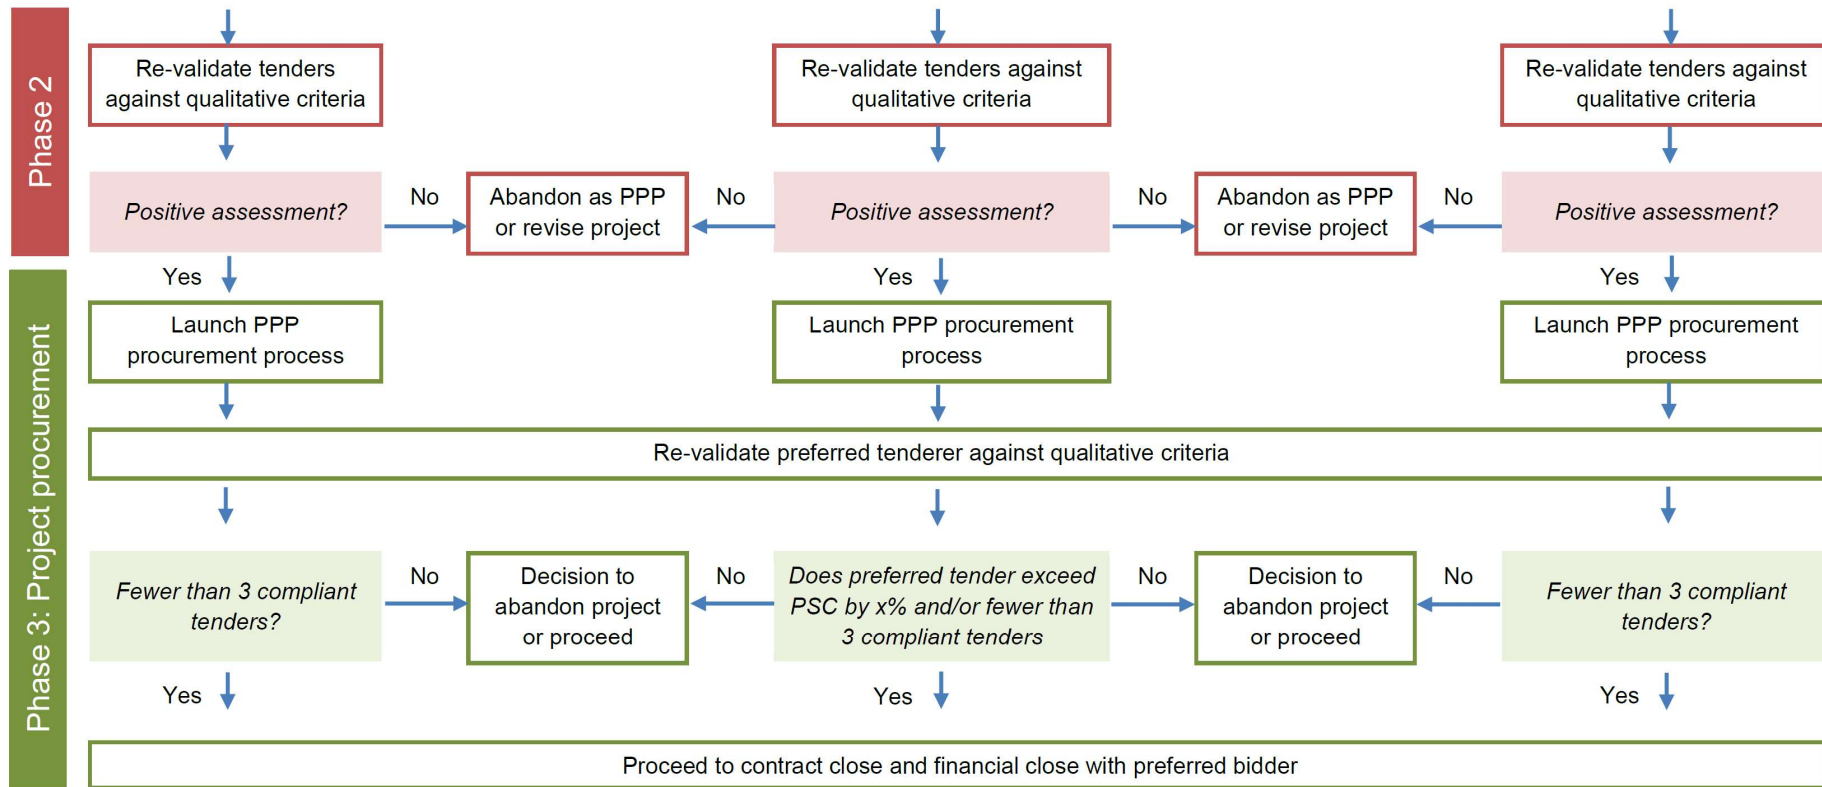 Phase 2
Re-validate tenders
against qualitative criteria
Re-validate tenders against
qualitative criteria
Re-validate tenders against
qualitative criteria
Positive assessment?
No
Abandon as PPP
or revise project
No
Positive assessment?
No
Abandon as PPP
or revise project
No
Positive assessment?
Yes
Yes
Yes
Phase 3: Project procurement
Launch PPP
procurement process
Launch PPP procurement
process
Launch PPP procurement
process
Re-validate preferred tenderer against qualitative criteria
Fewer than 3 compliant
tenders?
No
Decision to
abandon project
or proceed
No
Does preferred tender exceed
PSC by x% and/or fewer than
3 compliant tenders
No
Decision to
abandon project
or proceed
No
Fewer than 3 compliant
tenders?
Yes
Yes
Yes
Proceed to contract close and financial close with preferred bidder